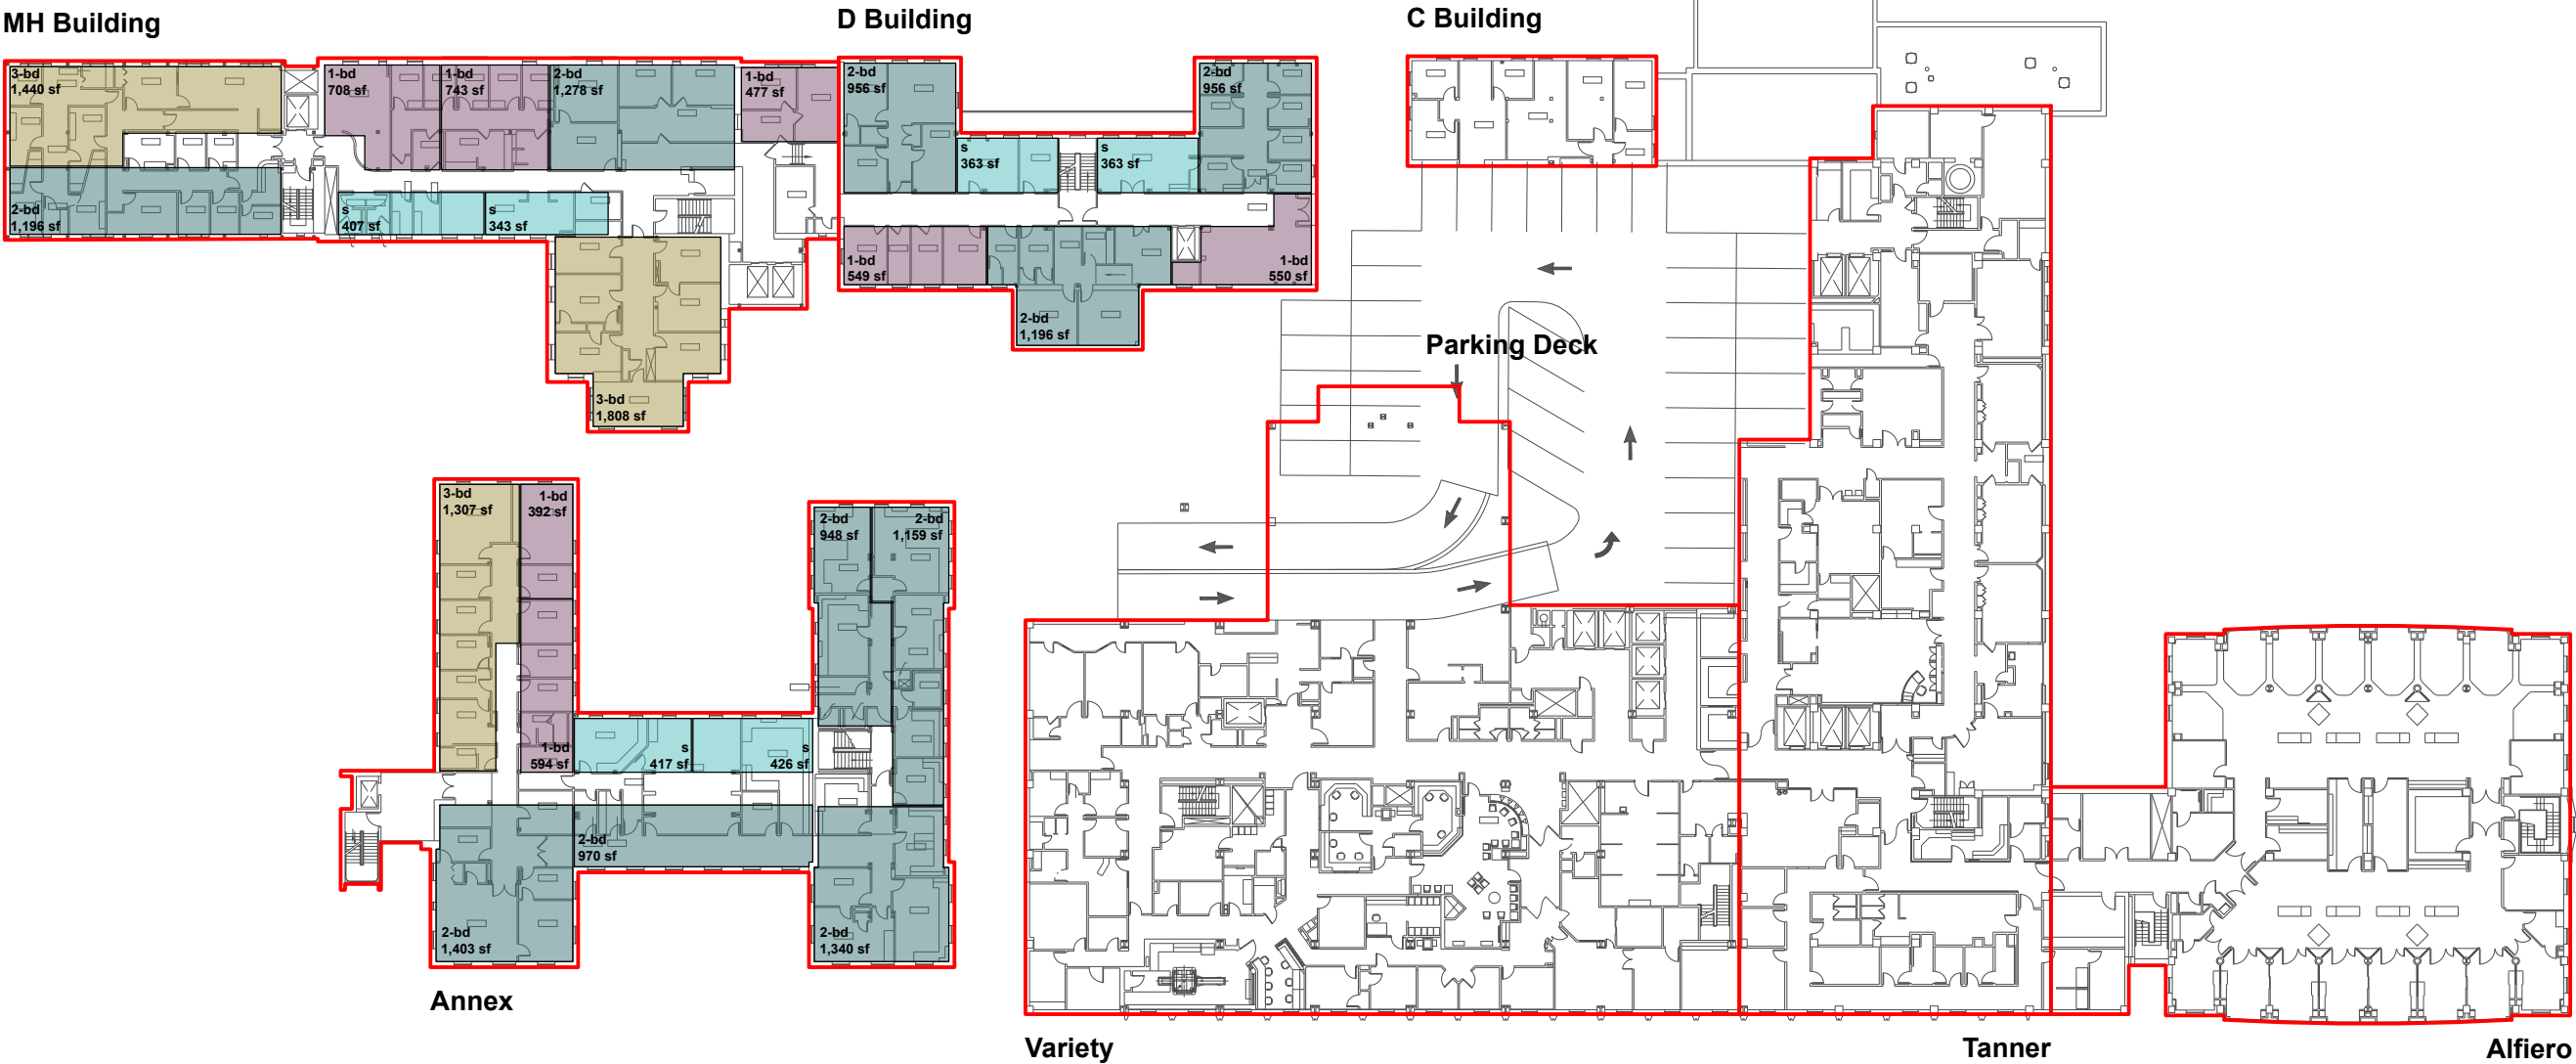 MH Building
D Building
C Building
3-bd
1,440 sf
1-bd
708 sf
1-bd
743 sf
2-bd
1,278 sf
1-bd
477 sf
2-bd
1,196 sf
s
407 sf
s
343 sf
3-bd
1,808 sf
2-bd
956 sf
s
363 sf
s
363 sf
2-bd
956 sf
1-bd
549 sf
2-bd
1,196 sf
1-bd
550 sf
Parking Deck
3-bd
1,307 sf
1-bd
392 sf
2-bd
948 sf
2-bd
1,159 sf
1-bd
594 sf
s
417 sf
s
426 sf
2-bd
970 sf
2-bd
1,403 sf
2-bd
1,340 sf
Annex
Variety
Tanner
Alfiero